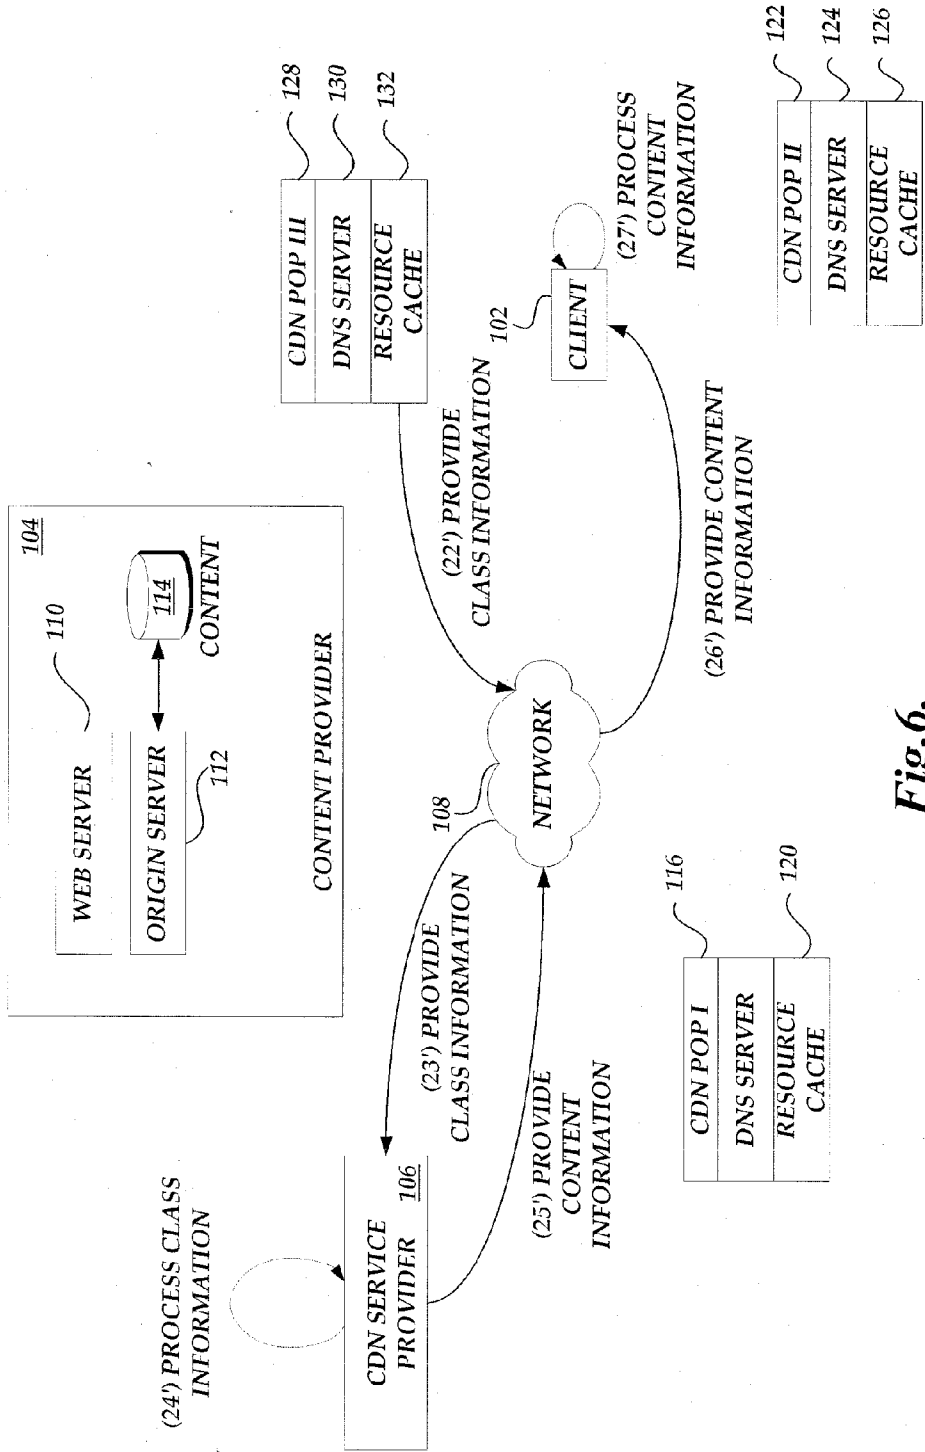 104
WEB SERVER
110
ORIGIN SERVER
112
114
CONTENT
CONTENT PROVIDER
(24') PROCESS CLASS
INFORMATION
CDN SERVICE
PROVIDER
106
(23') PROVIDE
CLASS INFORMATION
(25') PROVIDE
CONTENT
INFORMATION
108
NETWORK
(22') PROVIDE
CLASS INFORMATION
CDN POP III
DNS SERVER
RESOURCE
CACHE
128
130
132
102
CLIENT
(27') PROCESS
CONTENT
INFORMATION
(26') PROVIDE CONTENT
INFORMATION
CDN POP I
DNS SERVER
RESOURCE
CACHE
116
120
CDN POP II
DNS SERVER
RESOURCE
CACHE
122
124
126
Fig.6.